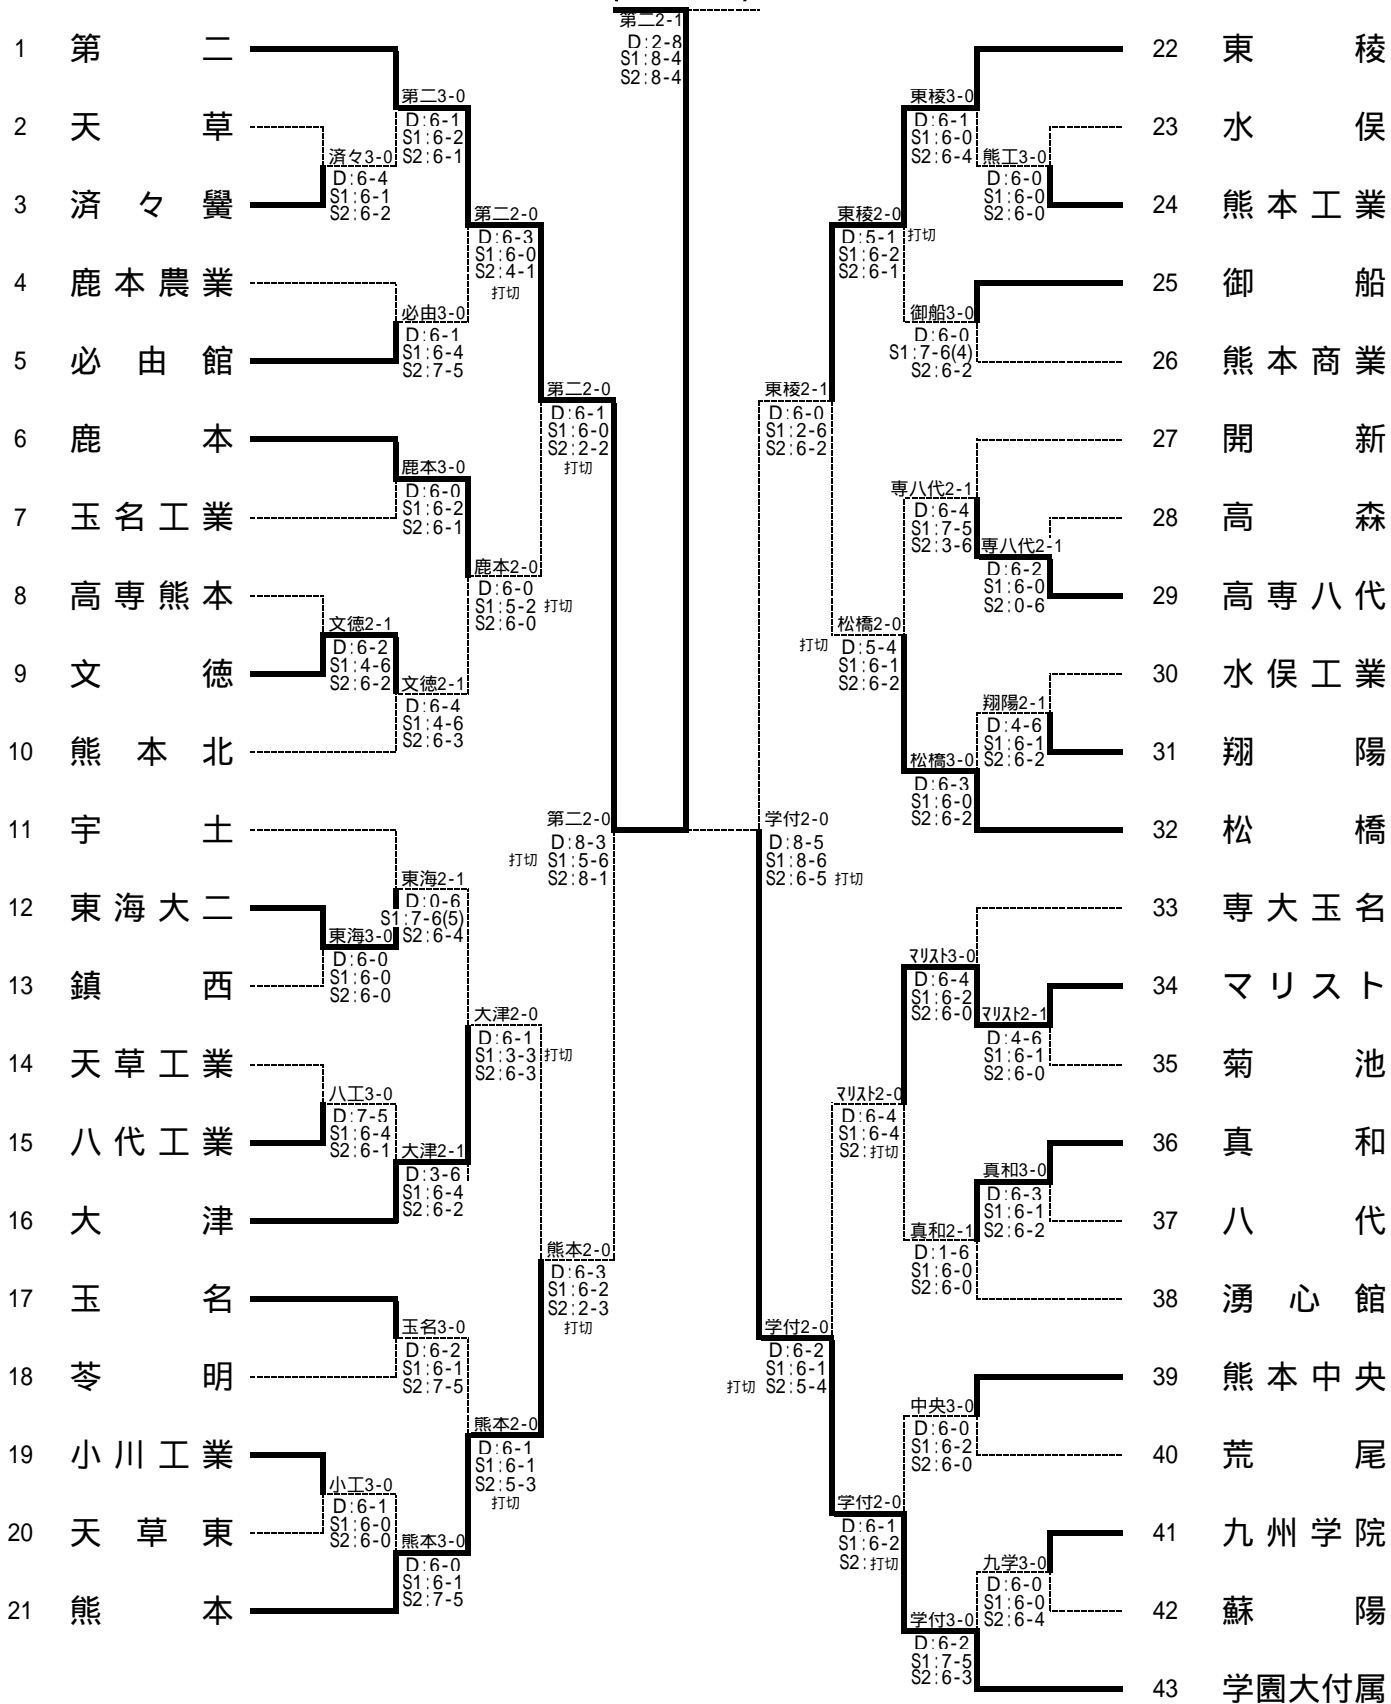 第二2-1
D:2-8
S1:8-4
S2:8-4
1 第二
2 天草
3 済々黌
4 鹿本農業
5 必由館
6 鹿本
7 玉名工業
8 高専熊本
9 文徳
10 熊本北
11 宇土
12 東海大二
13 鎮西
14 天草工業
15 八代工業
16 大津
17 玉名
18 苓明
19 小川工業
20 天草東
21 熊本
済々3-0
D:6-4
S1:6-1
S2:6-2
文徳2-1
D:6-2
S1:4-6
S2:6-2
東海3-0
D:6-0
S1:6-0
S2:6-0
八工3-0
D:7-5
S1:6-4
S2:6-1
小工3-0
D:6-1
S1:6-0
S2:6-0
第二3-0
D:6-1
S1:6-2
S2:6-1
必由3-0
D:6-1
S1:6-4
S2:7-5
鹿本3-0
D:6-0
S1:6-2
S2:6-1
文徳2-1
D:6-4
S1:4-6
S2:6-3
東海2-1
D:0-6
S1:7-6(5)
S2:6-4
大津2-1
D:3-6
S1:6-4
S2:6-2
玉名3-0
D:6-2
S1:6-1
S2:7-5
熊本3-0
D:6-0
S1:6-1
S2:7-5
第二2-0
D:6-3
S1:6-0
S2:4-1
打切
鹿本2-0
D:6-0
S1:5-2 打切
S2:6-0
大津2-0
D:6-1
S1:3-3 打切
S2:6-3
熊本2-0
D:6-1
S1:6-1
S2:5-3
打切
第二2-0
D:6-1
S1:6-0
S2:2-2
打切
熊本2-0
D:6-3
S1:6-2
S2:2-3
打切
第二2-0
D:8-3
打切 S1:5-6
S2:8-1
学付2-0
D:8-5
S1:8-6
S2:6-5 打切
東稜2-1
D:6-0
S1:2-6
S2:6-2
学付2-0
D:6-2
S1:6-1
打切 S2:5-4
東稜2-0
D:5-1 打切
S1:6-2
S2:6-1
松橋2-0
打切 D:5-4
S1:6-1
S2:6-2
マリスト2-0
D:6-4
S1:6-4
S2:打切
学付2-0
D:6-1
S1:6-2
S2:打切
東稜3-0
D:6-1
S1:6-0
S2:6-4
御船3-0
D:6-0
S1:7-6(4)
S2:6-2
専八代2-1
D:6-4
S1:7-5
S2:3-6
松橋3-0
D:6-3
S1:6-0
S2:6-2
マリスト3-0
D:6-4
S1:6-2
S2:6-0
真和2-1
D:1-6
S1:6-0
S2:6-0
中央3-0
D:6-0
S1:6-2
S2:6-0
学付3-0
D:6-2
S1:7-5
S2:6-3
熊工3-0
D:6-0
S1:6-0
S2:6-0
専八代2-1
D:6-2
S1:6-0
S2:0-6
翔陽2-1
D:4-6
S1:6-1
S2:6-2
マリスト2-1
D:4-6
S1:6-1
S2:6-0
真和3-0
D:6-3
S1:6-1
S2:6-2
九学3-0
D:6-0
S1:6-0
S2:6-4
22 東稜
23 水俣
24 熊本工業
25 御船
26 熊本商業
27 開新
28 高森
29 高専八代
30 水俣工業
31 翔陽
32 松橋
33 専大玉名
34 マリスト
35 菊池
36 真和
37 八代
38 湧心館
39 熊本中央
40 荒尾
41 九州学院
42 蘇陽
43 学園大付属